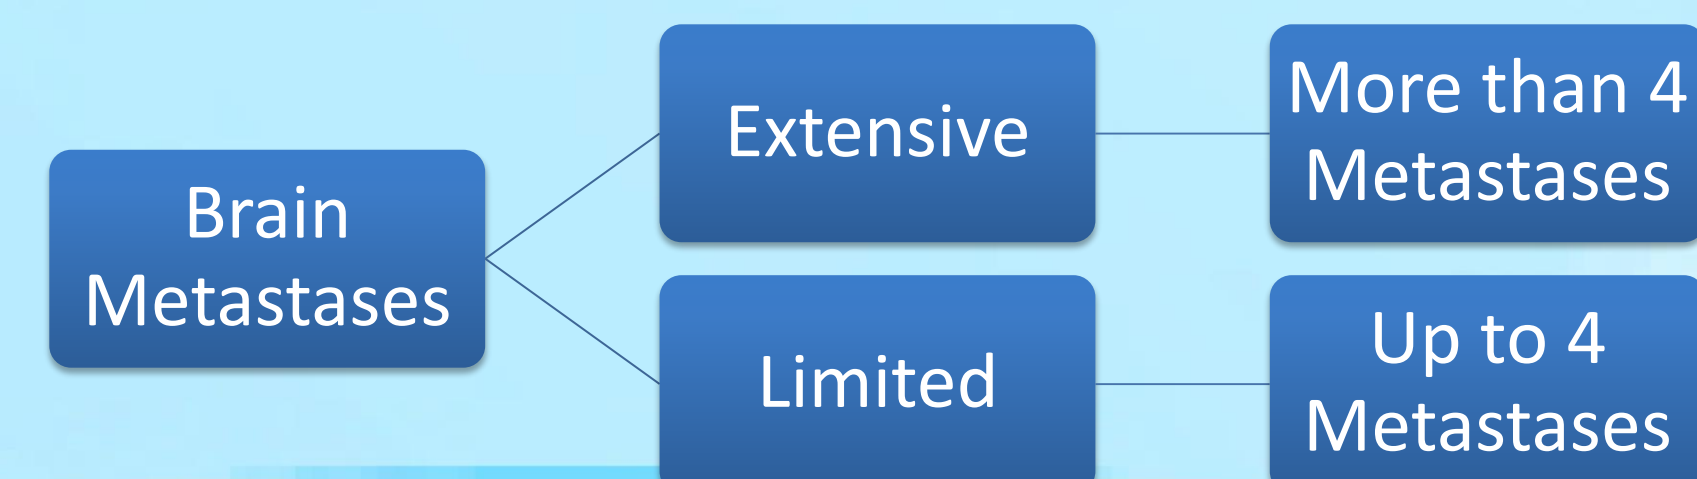 Brain
Metastases
Extensive
More than 4
Metastases
Limited
Up to 4
Metastases